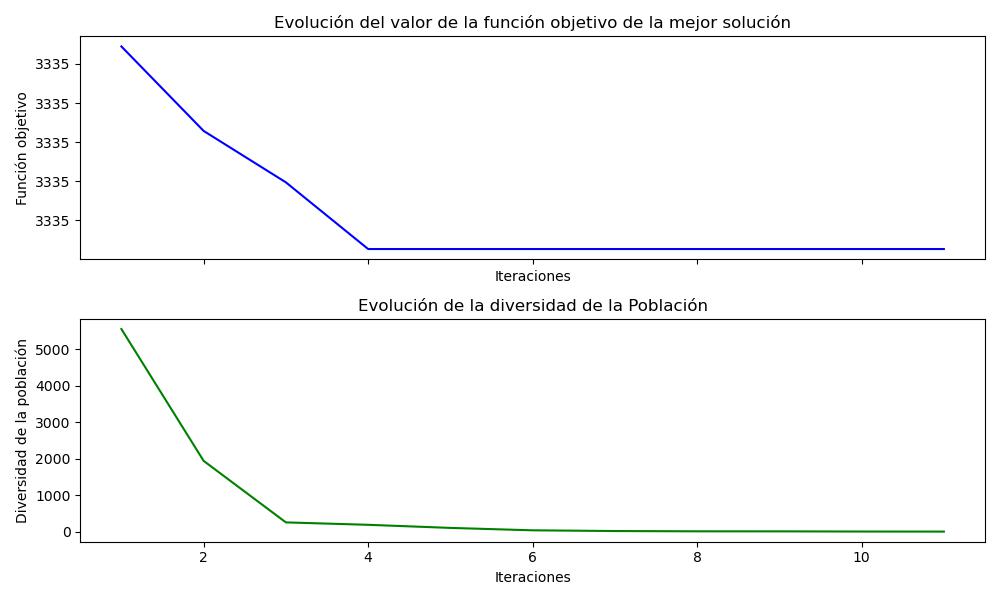 Evolución del valor de la función objetivo de la mejor solución
Función objetivo
3335
3335
3335
3335
3335
Iteraciones
Evolución de la diversidad de la Población
Diversidad de la población
5000
4000
3000
2000
1000
0
2 4 6 8 10
Iteraciones